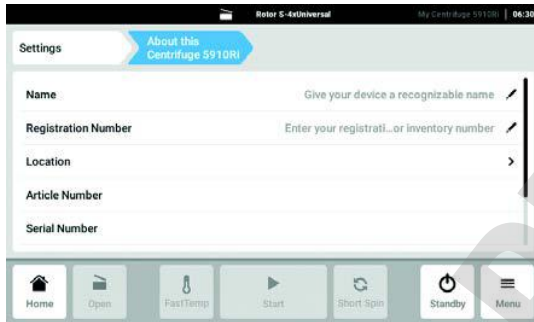 Rotor S-4xUniversal
My Centrifuge 5910Ri
06:30
Settings
About this
Centrifuge 5910Ri
Name
Give your device a recognizable name
Registration Number
Enter your registrati...or inventory number
Location
Article Number
Serial Number
Home
Open
FastTemp
Start
Short Spin
Standby
Menu